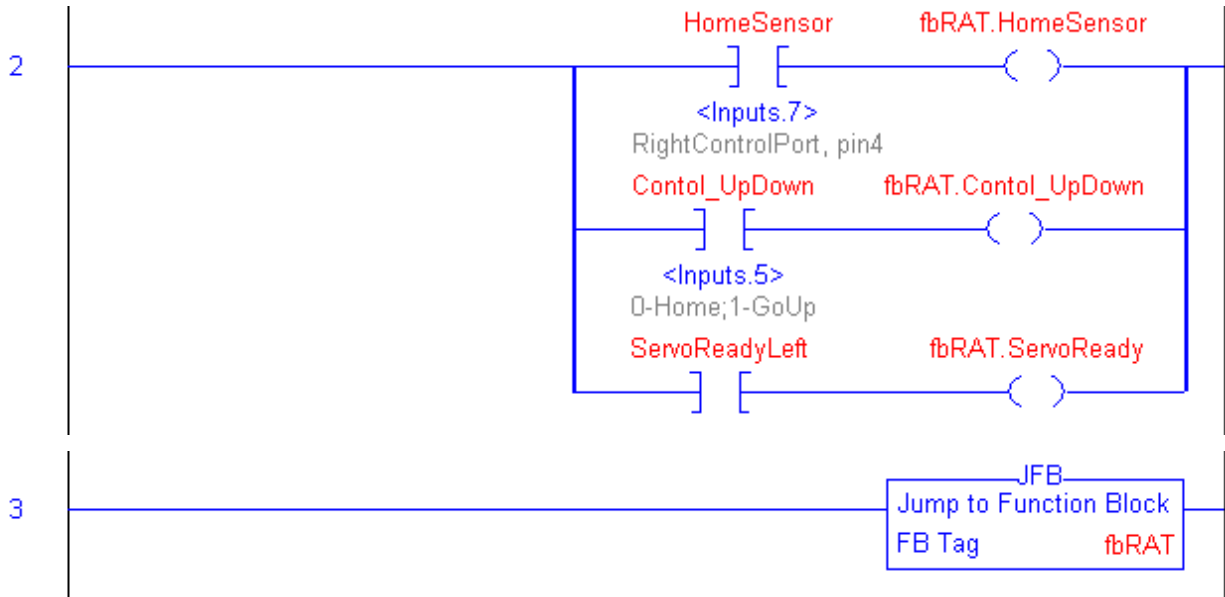 HomeSensor fbRAT.HomeSensor
2
<Inputs.7>
RightControlPort, pin4
Contol_UpDown fbRAT.Contol_UpDown
<Inputs.5>
0-Home;1-GoUp
ServoReadyLeft fbRAT.ServoReady
JFB
3 Jump to Function Block
FB Tag fbRAT